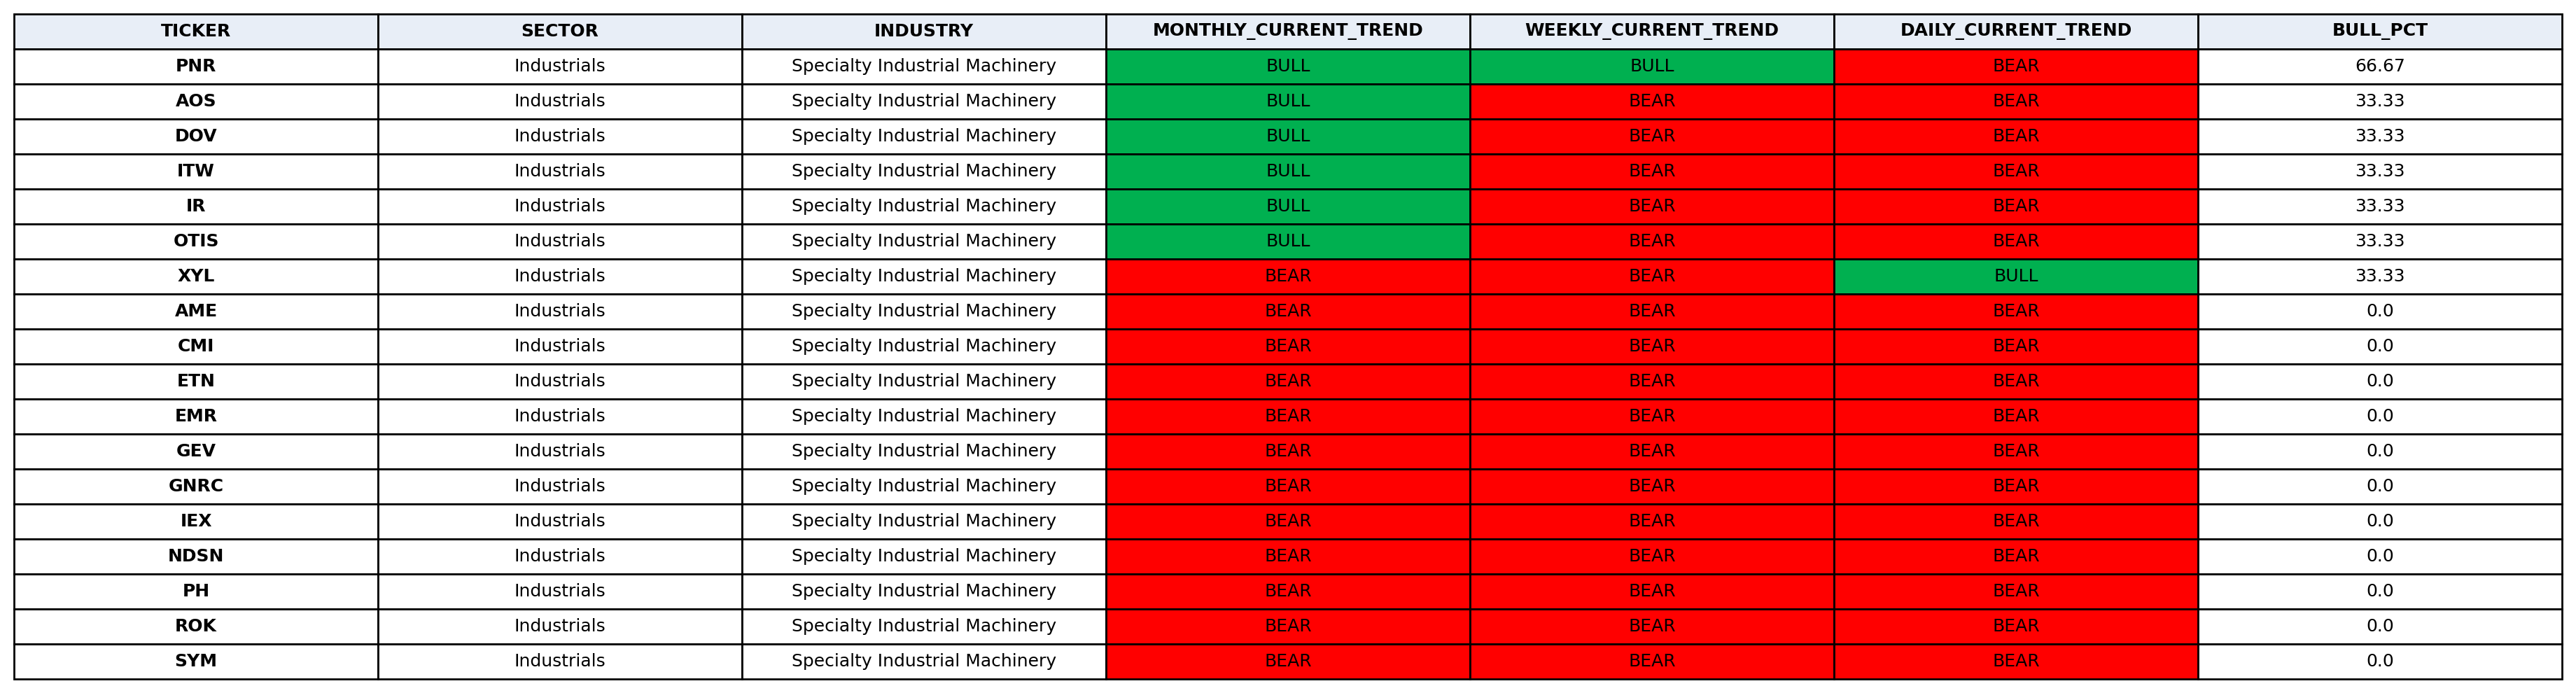 TICKER SECTOR INDUSTRY MONTHLY_CURRENT_TREND WEEKLY_CURRENT_TREND DAILY_CURRENT_TREND BULL_PCT
PNR Industrials Specialty Industrial Machinery BULL BULL BEAR 66.67
AOS Industrials Specialty Industrial Machinery BULL BEAR BEAR 33.33
DOV Industrials Specialty Industrial Machinery BULL BEAR BEAR 33.33
ITW Industrials Specialty Industrial Machinery BULL BEAR BEAR 33.33
IR Industrials Specialty Industrial Machinery BULL BEAR BEAR 33.33
OTIS Industrials Specialty Industrial Machinery BULL BEAR BEAR 33.33
XYL Industrials Specialty Industrial Machinery BEAR BEAR BULL 33.33
AME Industrials Specialty Industrial Machinery BEAR BEAR BEAR 0.0
CMI Industrials Specialty Industrial Machinery BEAR BEAR BEAR 0.0
ETN Industrials Specialty Industrial Machinery BEAR BEAR BEAR 0.0
EMR Industrials Specialty Industrial Machinery BEAR BEAR BEAR 0.0
GEV Industrials Specialty Industrial Machinery BEAR BEAR BEAR 0.0
GNRC Industrials Specialty Industrial Machinery BEAR BEAR BEAR 0.0
IEX Industrials Specialty Industrial Machinery BEAR BEAR BEAR 0.0
NDSN Industrials Specialty Industrial Machinery BEAR BEAR BEAR 0.0
PH Industrials Specialty Industrial Machinery BEAR BEAR BEAR 0.0
ROK Industrials Specialty Industrial Machinery BEAR BEAR BEAR 0.0
SYM Industrials Specialty Industrial Machinery BEAR BEAR BEAR 0.0